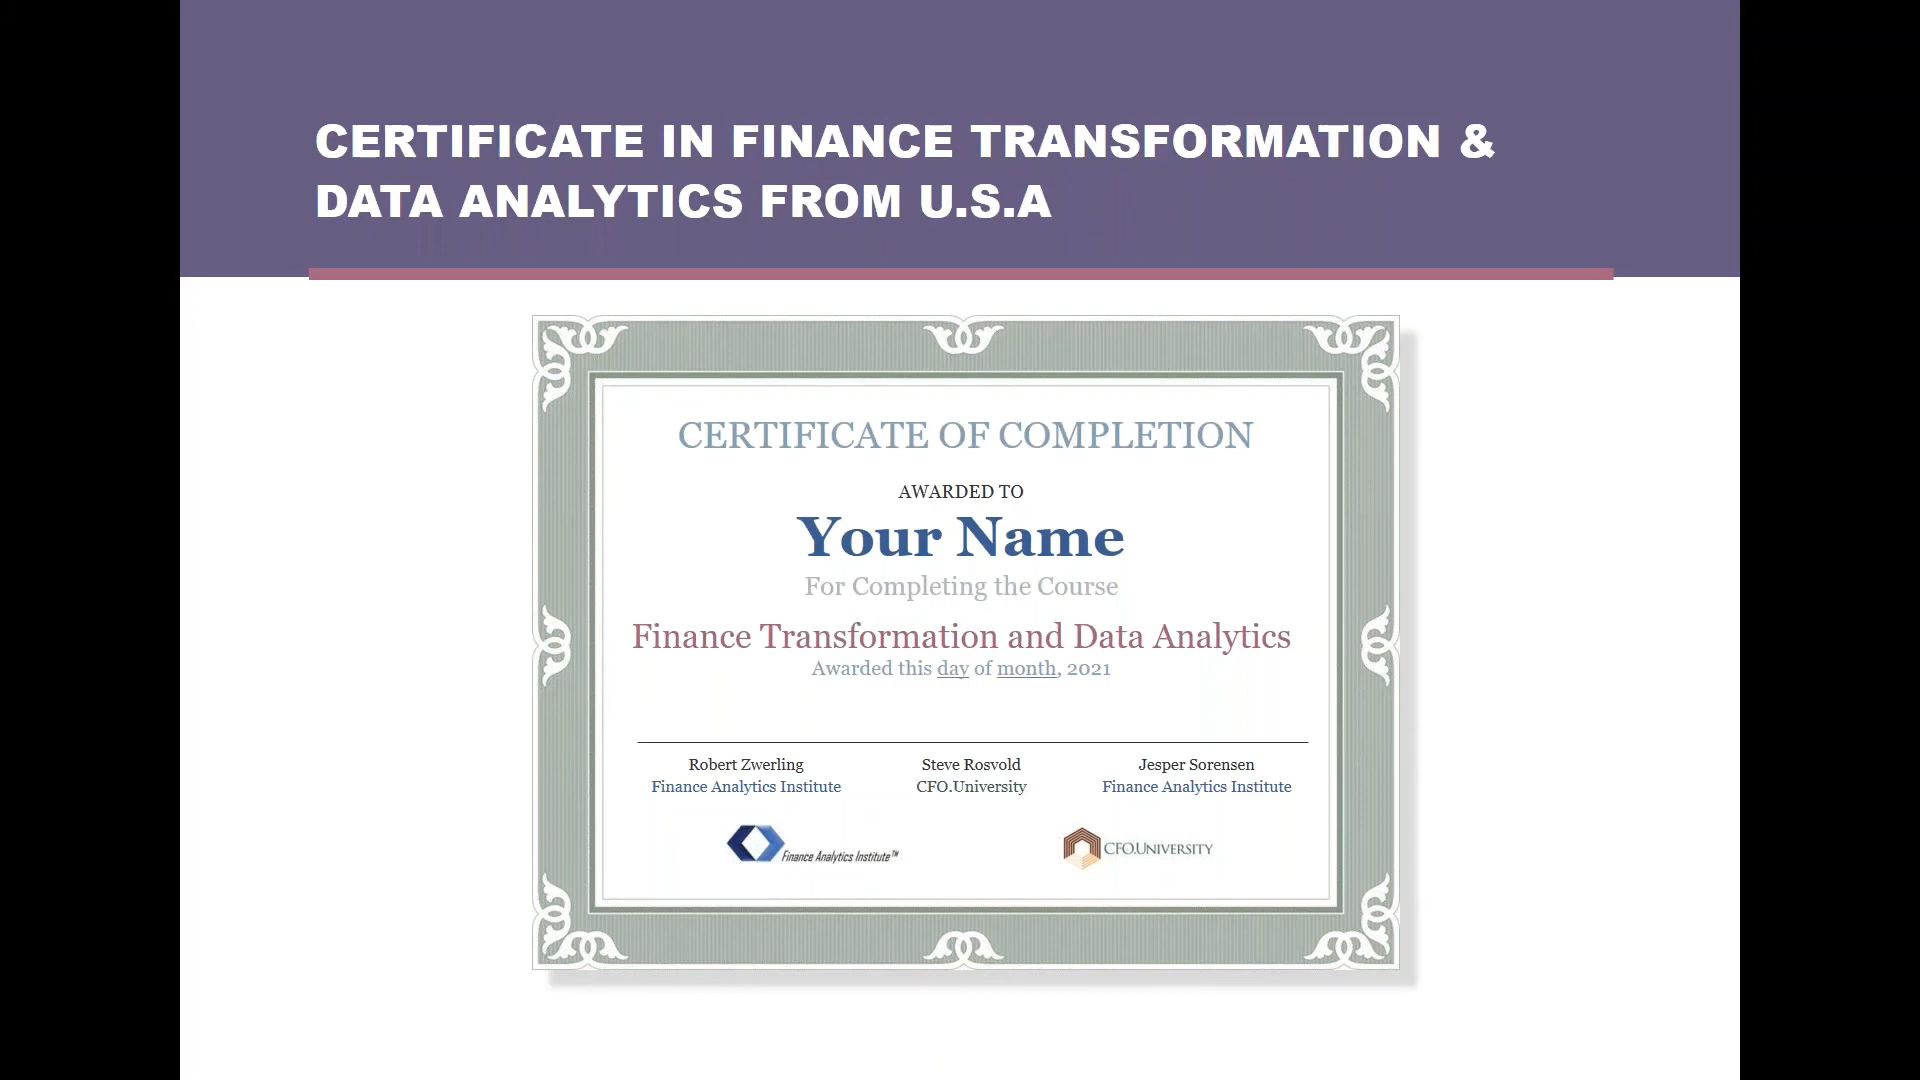 CERTIFICATE IN FINANCE TRANSFORMATION &
DATA ANALYTICS FROM U.S.A
CERTIFICATE OF COMPLETION
AWARDED TO
Your Name
For Completing the Course
Finance Transformation and Data Analytics
Awarded this day of month, 2021
Robert Zwerling
Finance Analytics Institute
Steve Rosvold
CFO.University
Jesper Sorensen
Finance Analytics Institute
Finance Analytics Institute™
CFO.UNIVERSITY